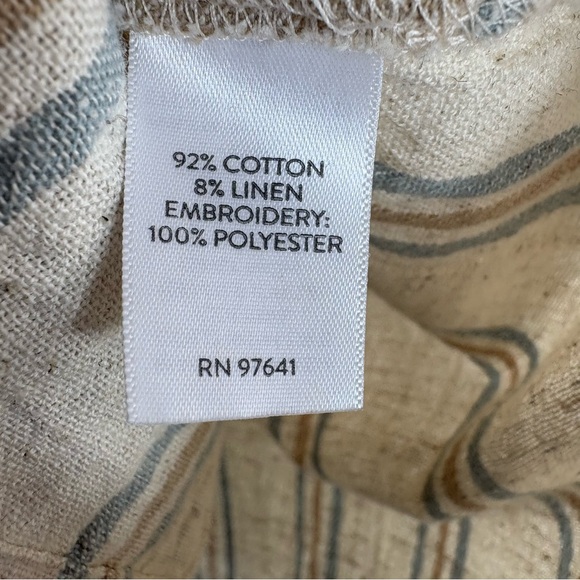 92% COTTON
8% LINEN
EMBROIDERY:
100% POLYESTER
RN 97641